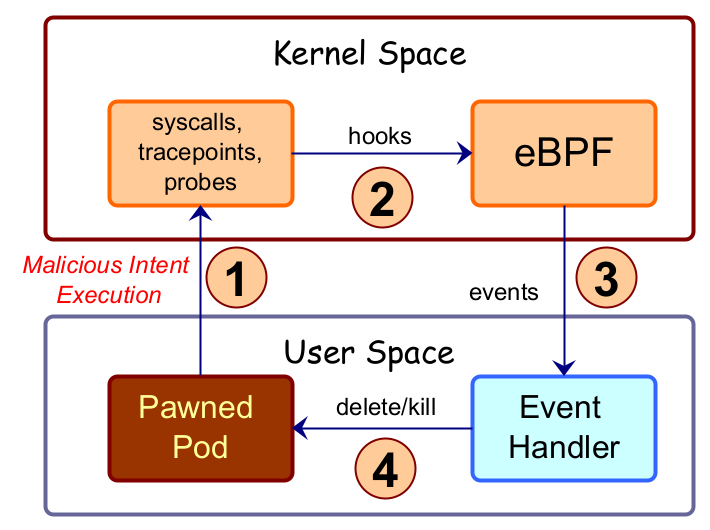 Kernel Space
syscalls,
tracepoints,
probes
hooks
2
eBPF
Malicious Intent
Execution
1
events
3
User Space
Pawned
Pod
delete/kill
4
Event
Handler